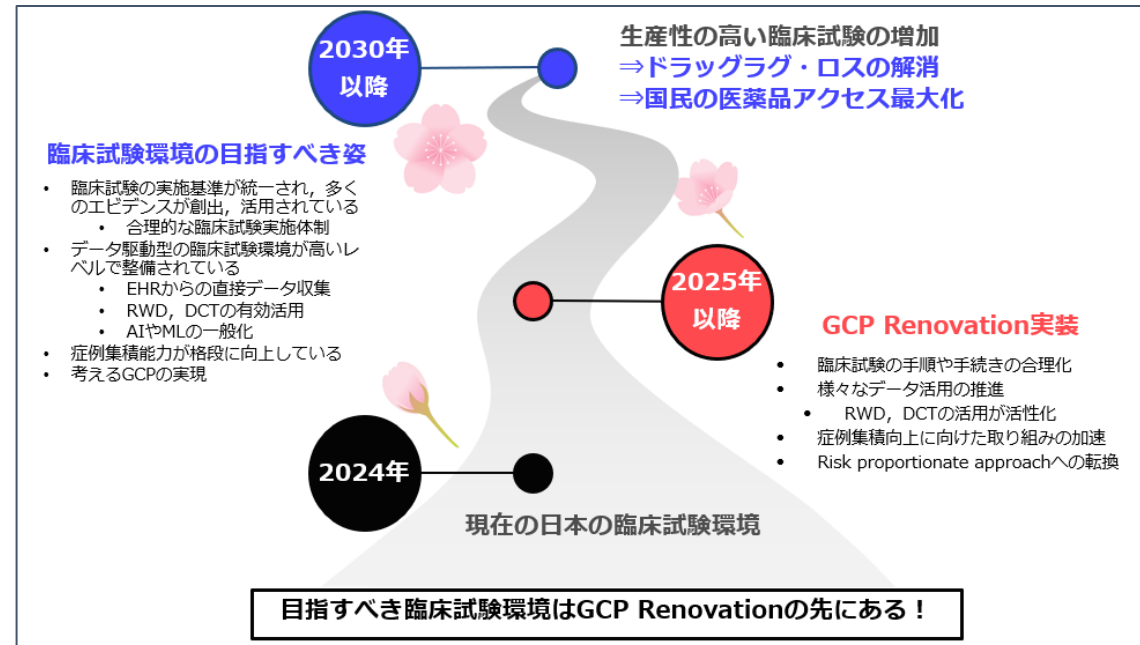 2030年
以降
生産性の高い臨床試験の増加
⇒ドラッグラグ・ロスの解消
⇒国民の医薬品アクセス最大化
臨床試験環境の目指すべき姿
• 臨床試験の実施基準が統一され，多く
のエビデンスが創出，活用されている
• 合理的な臨床試験実施体制
• データ駆動型の臨床試験環境が高いレ
ベルで整備されている
• EHRからの直接データ収集
• RWD，DCTの有効活用
• AIやMLの一般化
• 症例集積能力が格段に向上している
• 考えるGCPの実現
2025年
以降
GCP Renovation実装
• 臨床試験の手順や手続きの合理化
• 様々なデータ活用の推進
• RWD，DCTの活用が活性化
• 症例集積向上に向けた取り組みの加速
• Risk proportionate approachへの転換
2024年
現在の日本の臨床試験環境
目指すべき臨床試験環境はGCP Renovationの先にある！